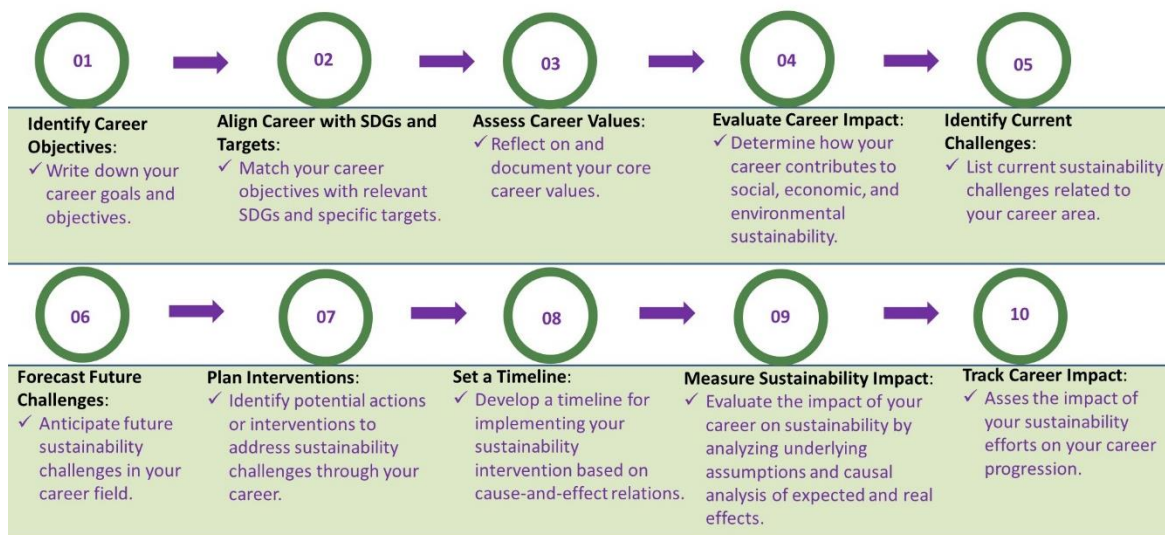 01
02
03
04
05
Identify Career
Objectives:
✓ Write down your
career goals and
objectives.
Align Career with SDGs and
Targets:
✓ Match your career
objectives with relevant
SDGs and specific targets.
Assess Career Values:
✓ Reflect on and
document your core
career values.
Evaluate Career Impact:
✓ Determine how your
career contributes to
social, economic, and
environmental
sustainability.
Identify Current
Challenges:
✓ List current sustainability
challenges related to
your career area.
06
07
08
09
10
Forecast Future
Challenges:
✓ Anticipate future
sustainability
challenges in your
career field.
Plan Interventions:
✓ Identify potential actions
or interventions to
address sustainability
challenges through your
career.
Set a Timeline:
✓ Develop a timeline for
implementing your
sustainability
intervention based on
cause-and-effect relations.
Measure Sustainability Impact:
✓ Evaluate the impact of your
career on sustainability by
analyzing underlying
assumptions and causal
analysis of expected and real
effects.
Track Career Impact:
✓ Asses the impact of
your sustainability
efforts on your career
progression.